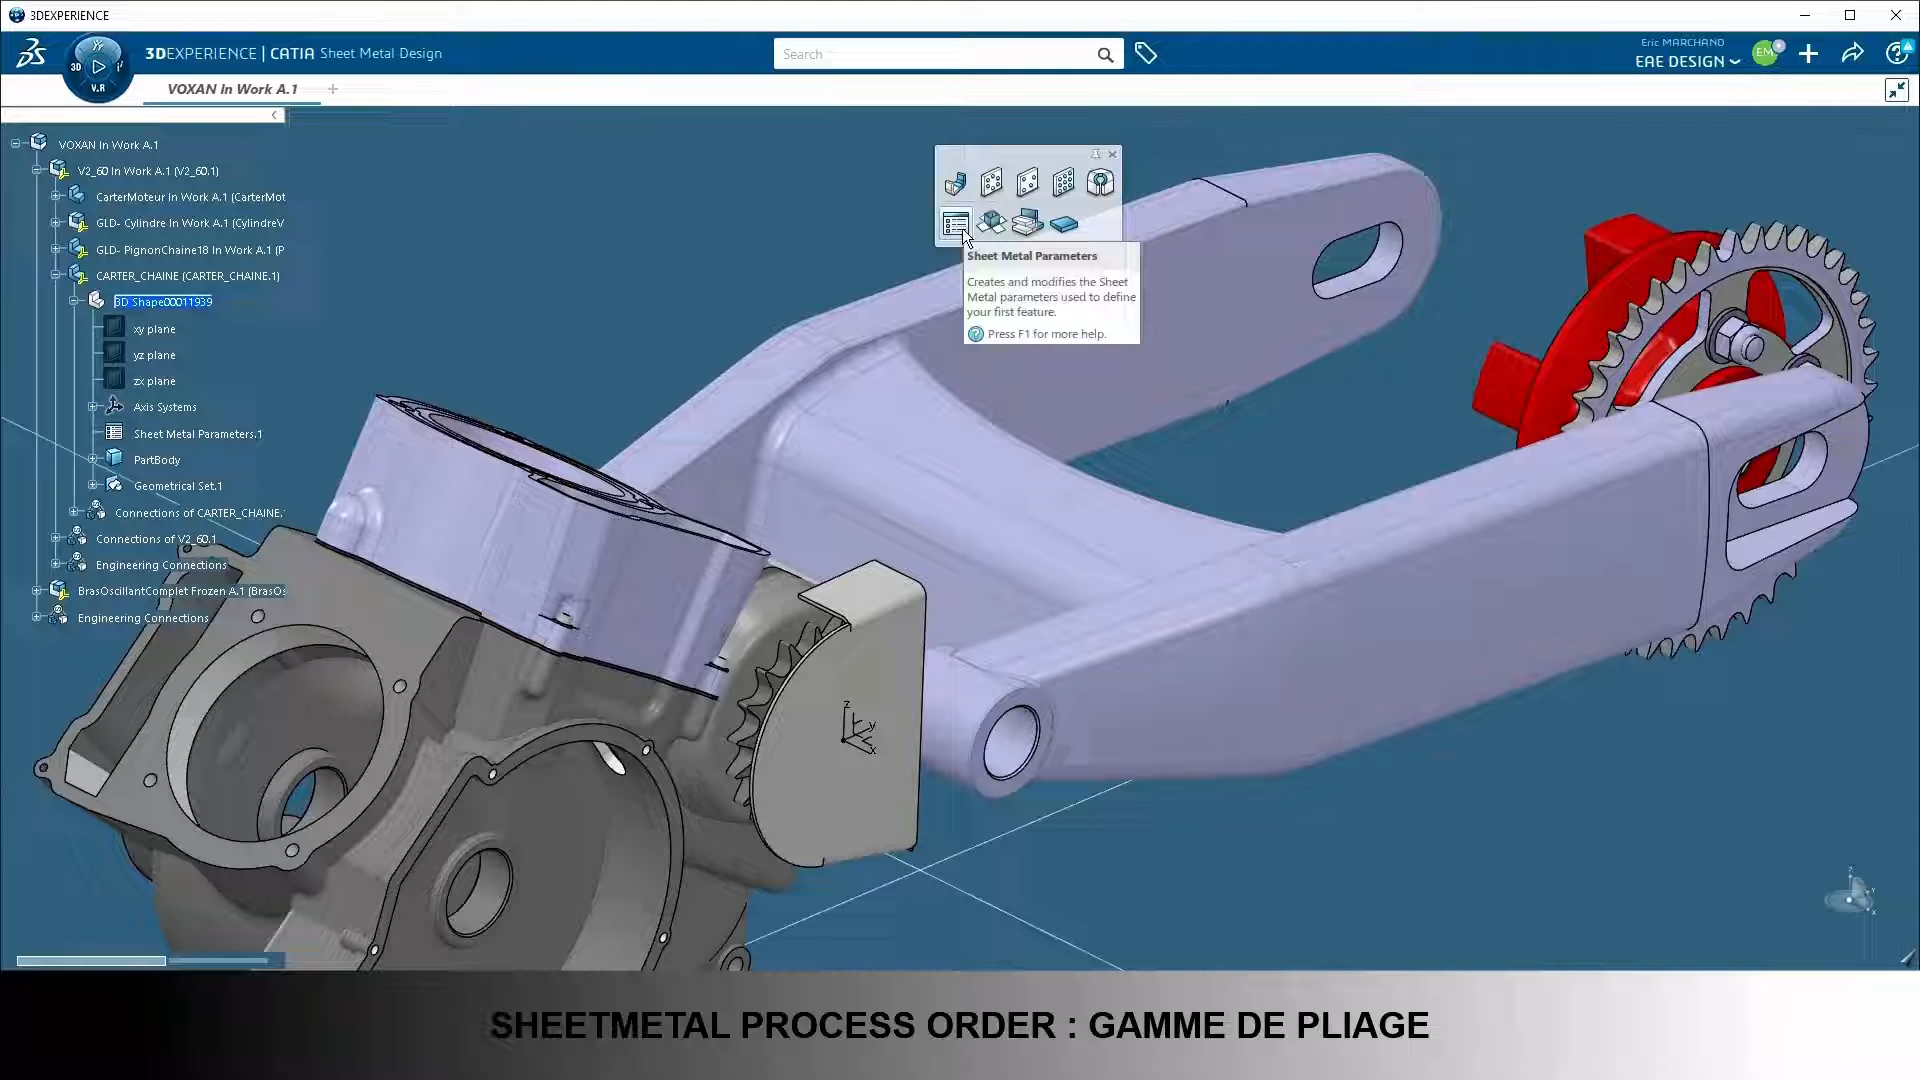 3DEXPERIENCE
3DEXPERIENCE | CATIA Sheet Metal Design
Search
Eric MARCHAND
EAE DESIGN
EM
3D
V.R
VOXAN In Work A.1
VOXAN In Work A.1
V2_60 In Work A.1 (V2_60.1)
CarterMoteur In Work A.1 (CarterMot
GLD- Cylindre In Work A.1 (CylindreV
GLD- PignonChaine18 In Work A.1 (P
CARTER_CHAINE (CARTER_CHAINE.1)
3D Shape00011939
xy plane
yz plane
zx plane
Axis Systems
Sheet Metal Parameters.1
PartBody
Geometrical Set.1
Connections of CARTER_CHAINE.
Connections of V2_60.1
Engineering Connections
BrasOscillantComplet Frozen A.1 (BrasOs
Engineering Connections
Sheet Metal Parameters
Creates and modifies the Sheet
Metal parameters used to define
your first feature.
Press F1 for more help.
z
y
x
SHEETMETAL PROCESS ORDER : GAMME DE PLIAGE